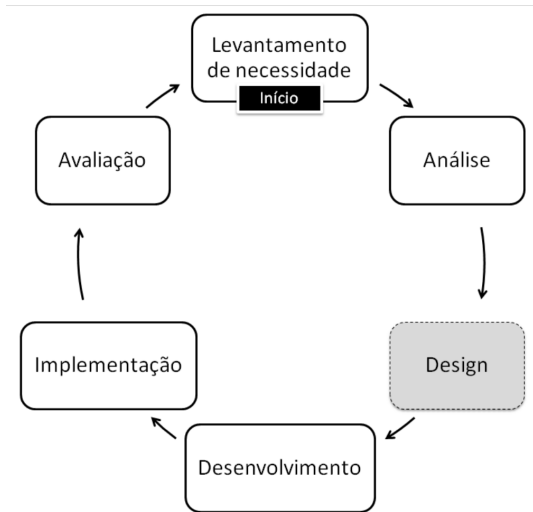 Levantamento
de necessidade
Início
Análise
Design
Desenvolvimento
Implementação
Avaliação